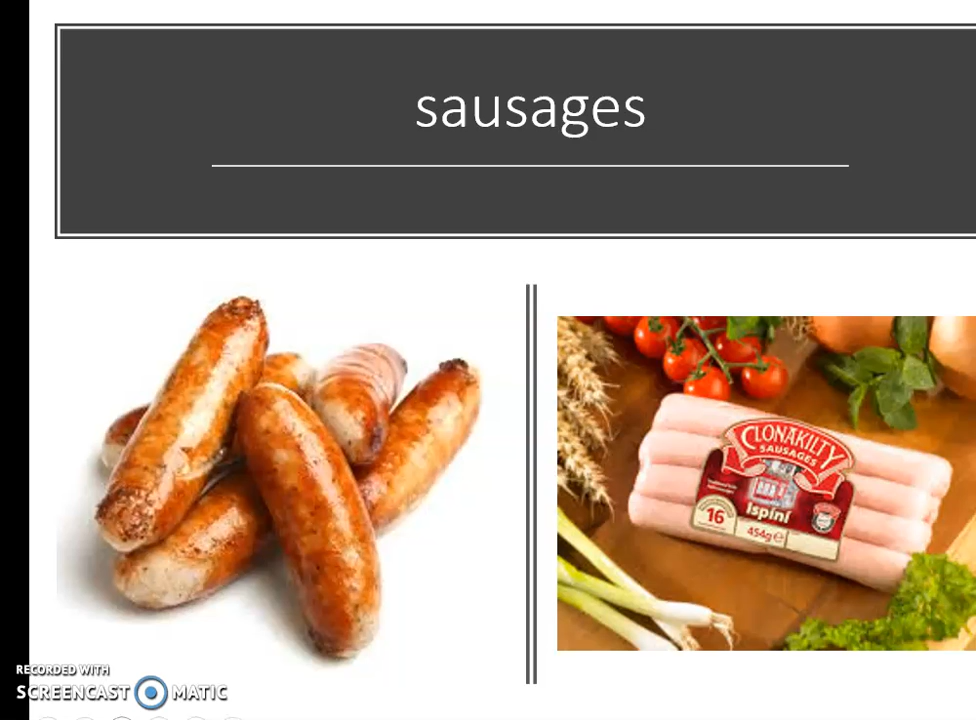 sausages
CLONAKILTY
SAUSAGES
Ispíní
16
454g e
RECORDED WITH
SCREENCAST MATIC